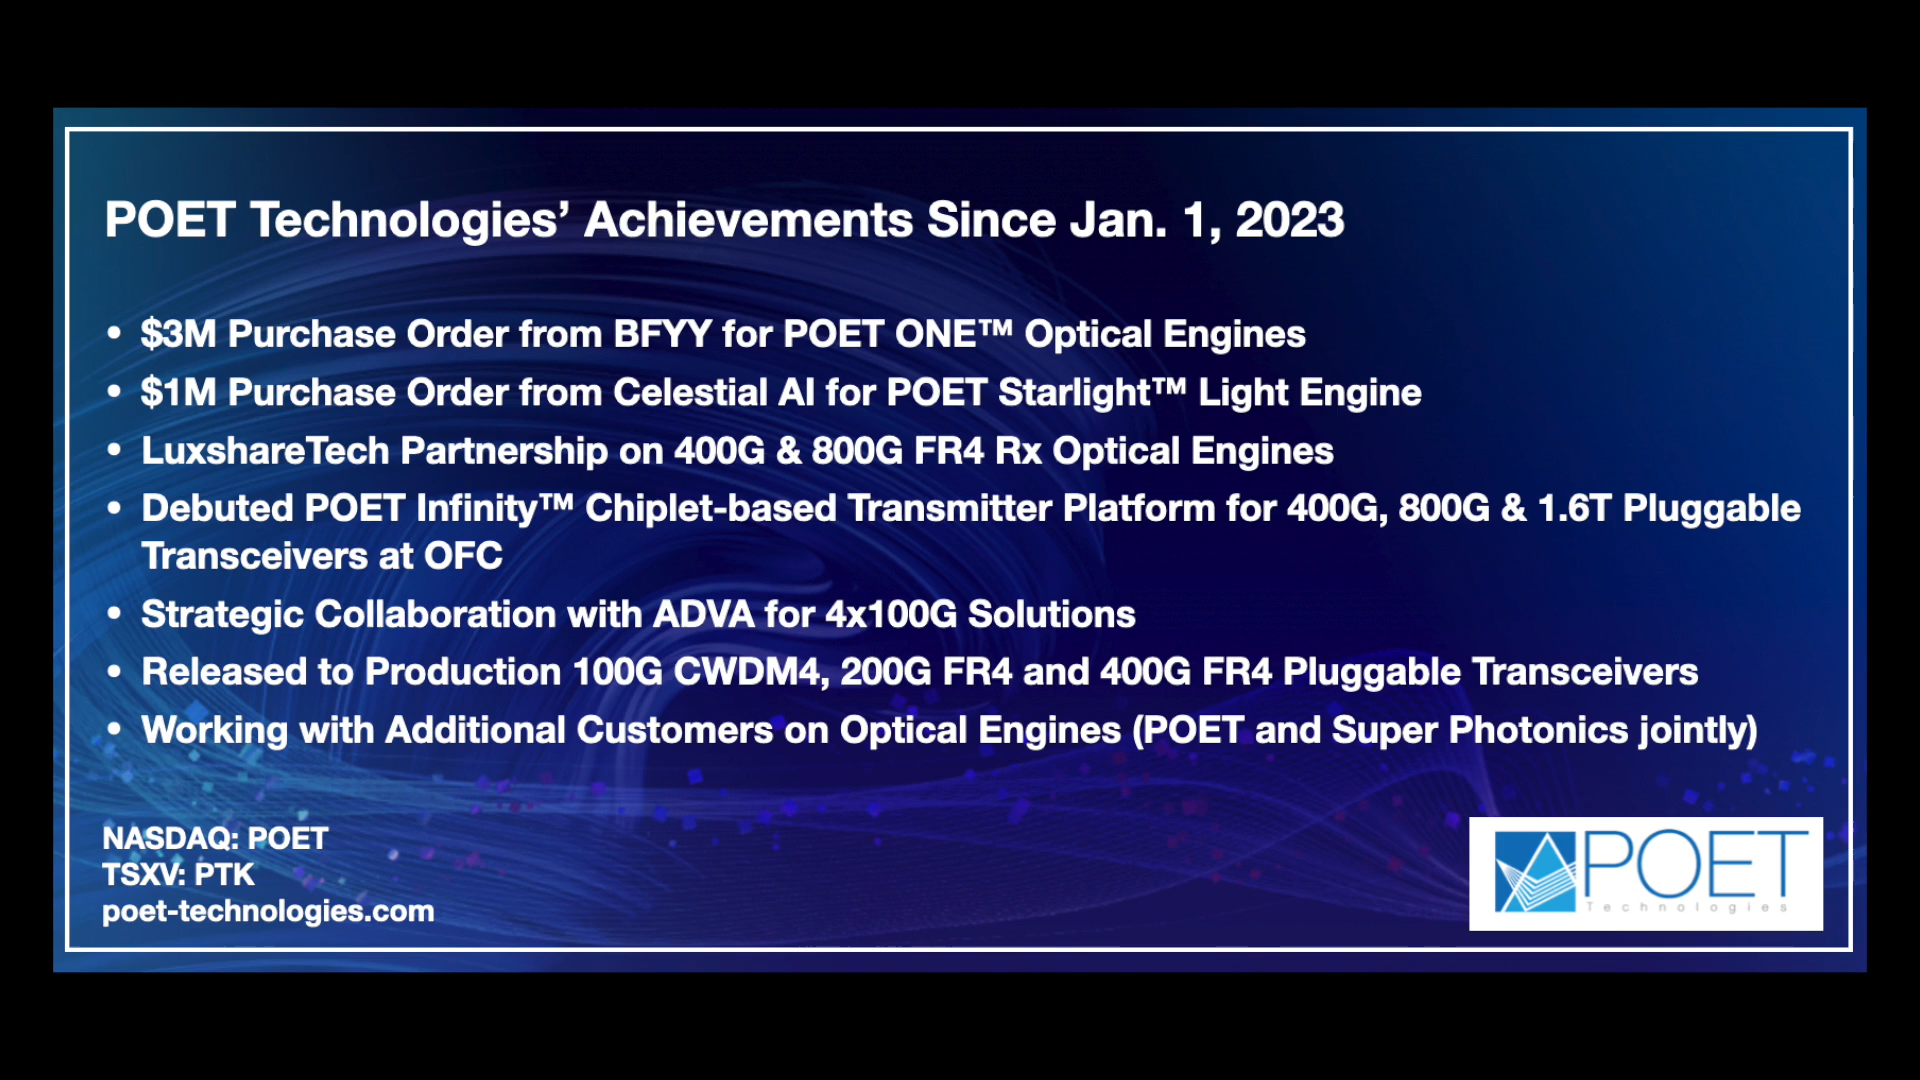 POET Technologies’ Achievements Since Jan. 1, 2023
• $3M Purchase Order from BFYY for POET ONE™ Optical Engines
• $1M Purchase Order from Celestial AI for POET Starlight™ Light Engine
• LuxshareTech Partnership on 400G & 800G FR4 Rx Optical Engines
• Debuted POET Infinity™ Chiplet-based Transmitter Platform for 400G, 800G & 1.6T Pluggable
Transceivers at OFC
• Strategic Collaboration with ADVA for 4x100G Solutions
• Released to Production 100G CWDM4, 200G FR4 and 400G FR4 Pluggable Transceivers
• Working with Additional Customers on Optical Engines (POET and Super Photonics jointly)
NASDAQ: POET
TSXV: PTK
poet-technologies.com
POET
Technologies